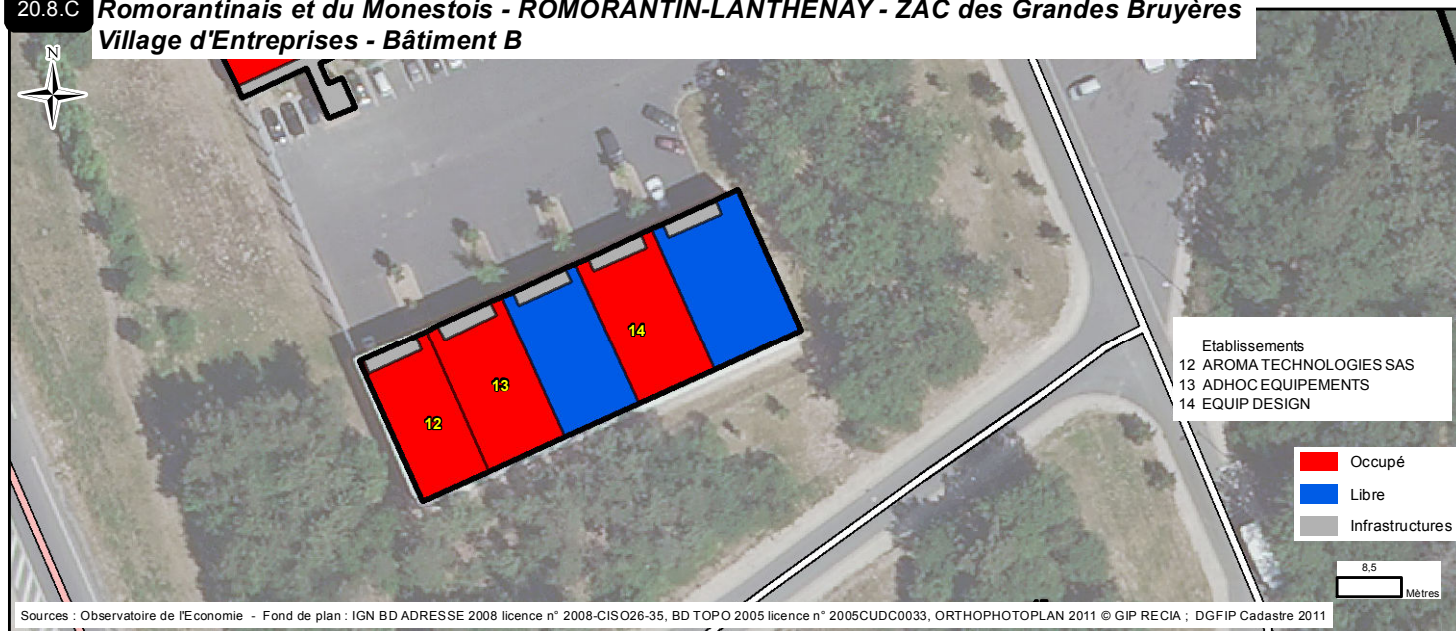 20.8.C
Romorantinais et du Monestois - ROMORANTIN-LANTHENAY - ZAC des Grandes Bruyères
Village d'Entreprises - Bâtiment B
N
14
13
12
Etablissements
12 AROMA TECHNOLOGIES SAS
13 ADHOC EQUIPEMENTS
14 EQUIP DESIGN
Occupé
Libre
Infrastructures
8,5
Mètres
Sources : Observatoire de l'Economie - Fond de plan : IGN BD ADRESSE 2008 licence n° 2008-CISO26-35, BD TOPO 2005 licence n° 2005CUDC0033, ORTHOPHOTOPLAN 2011 © GIP RECIA ; DGFIP Cadastre 2011